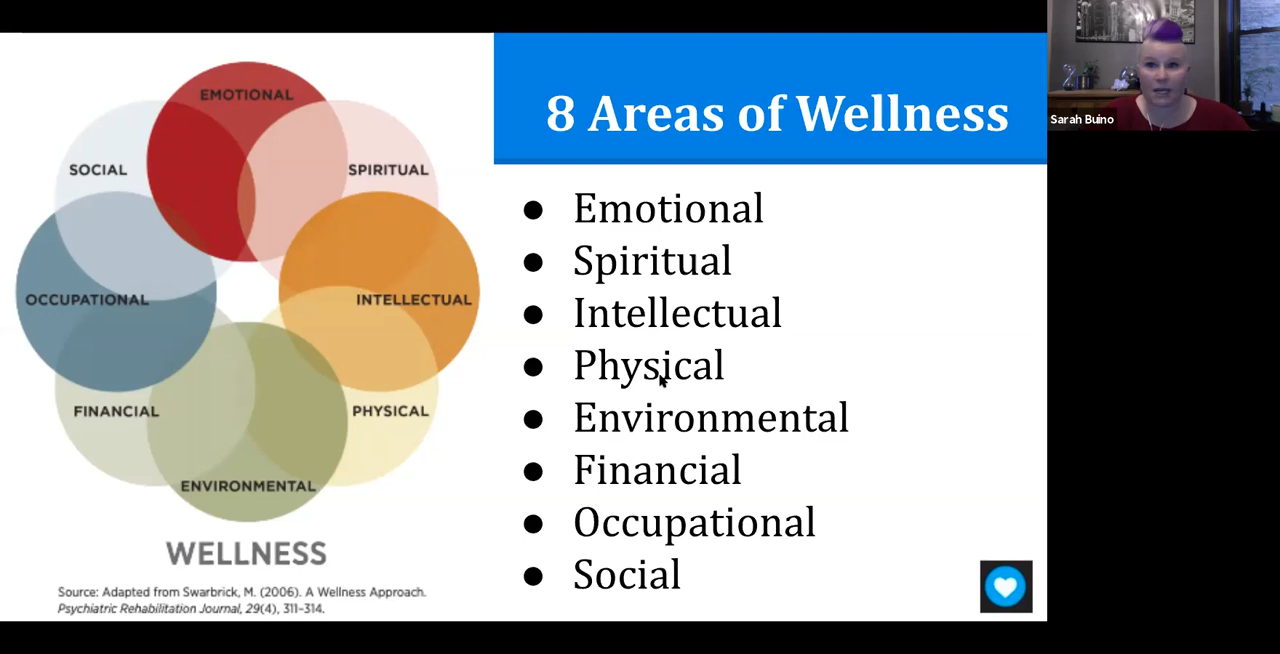 EMOTIONAL
SOCIAL
SPIRITUAL
OCCUPATIONAL
INTELLECTUAL
FINANCIAL
PHYSICAL
ENVIRONMENTAL
WELLNESS
Source: Adapted from Swarbrick, M. (2006). A Wellness Approach.
Psychiatric Rehabilitation Journal, 29(4), 311–314.
8 Areas of Wellness
● Emotional
● Spiritual
● Intellectual
● Physical
● Environmental
● Financial
● Occupational
● Social
Sarah Buino